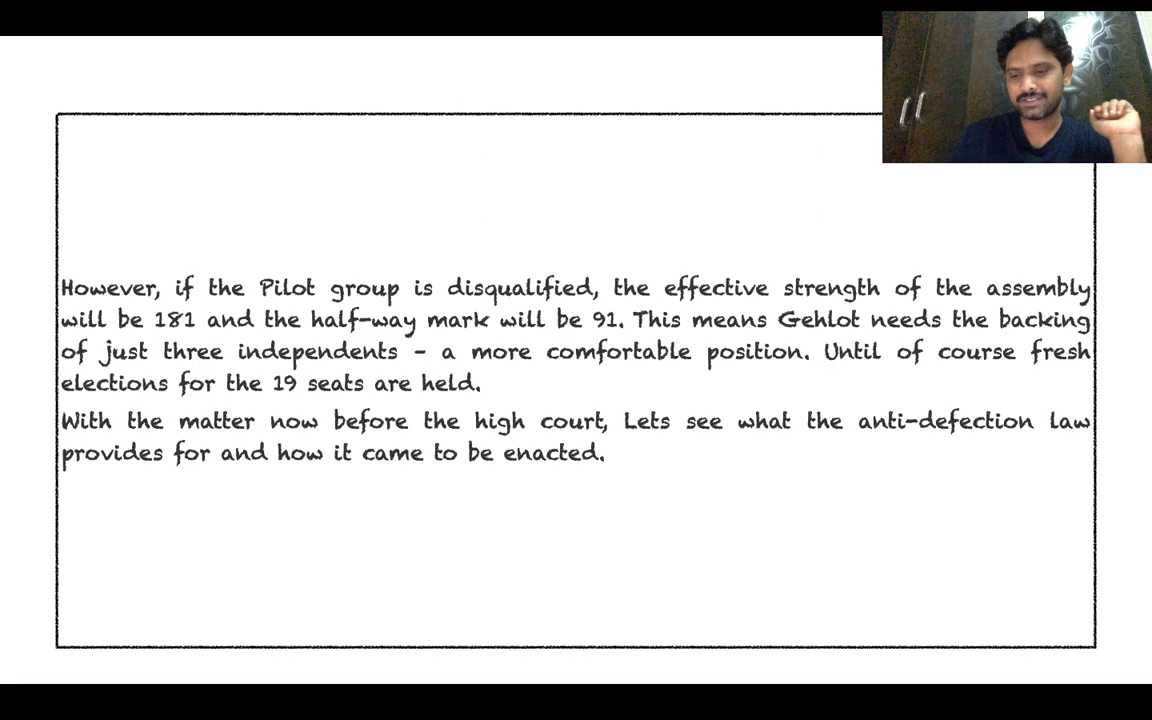 However, if the Pilot group is disqualified, the effective strength of the assembly
will be 181 and the half-way mark will be 91. This means Gehlot needs the backing
of just three independents – a more comfortable position. Until of course fresh
elections for the 19 seats are held.
With the matter now before the high court, Lets see what the anti-defection law
provides for and how it came to be enacted.